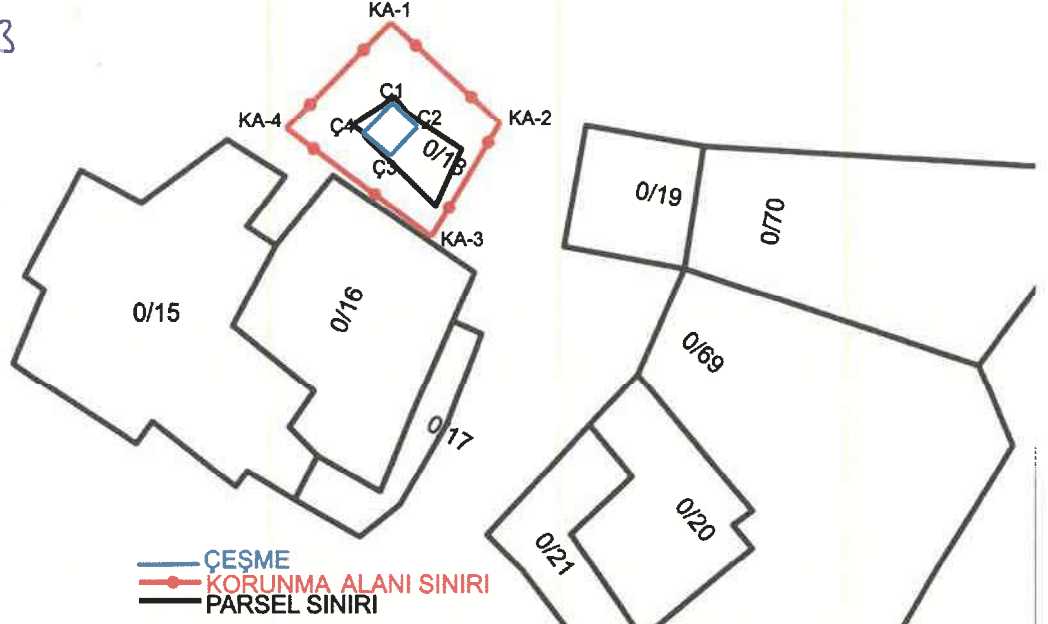 KA-1
3
Ç1
KA-4
Ç4
Ç2
KA-2
0/18
Ç3
KA-3
0/19
0/70
0/15
0/16
0/69
0/17
0/20
0/21
ÇEŞME
KORUNMA ALANI SINIRI
PARSEL SINIRI